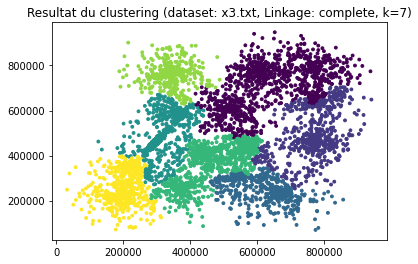 Resultat du clustering (dataset: x3.txt, Linkage: complete, k=7)
800000
600000
400000
200000
0 200000 400000 600000 800000